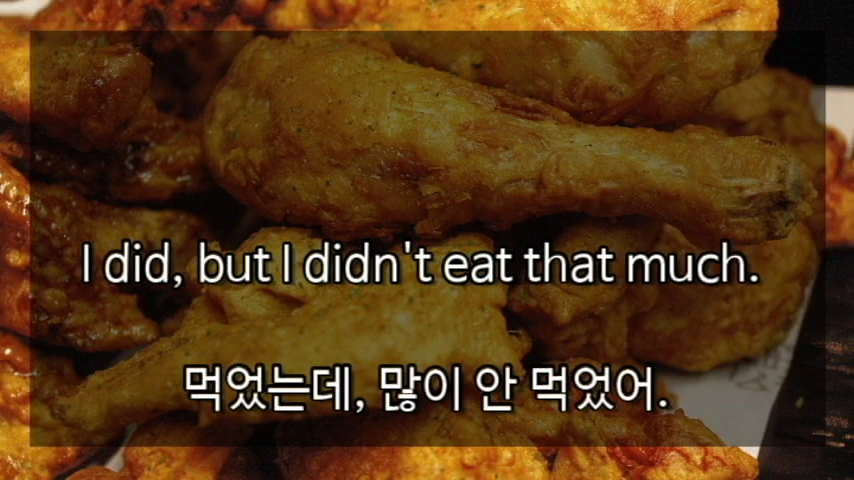 I did, but I didn't eat that much.
먹었는데, 많이 안 먹었어.